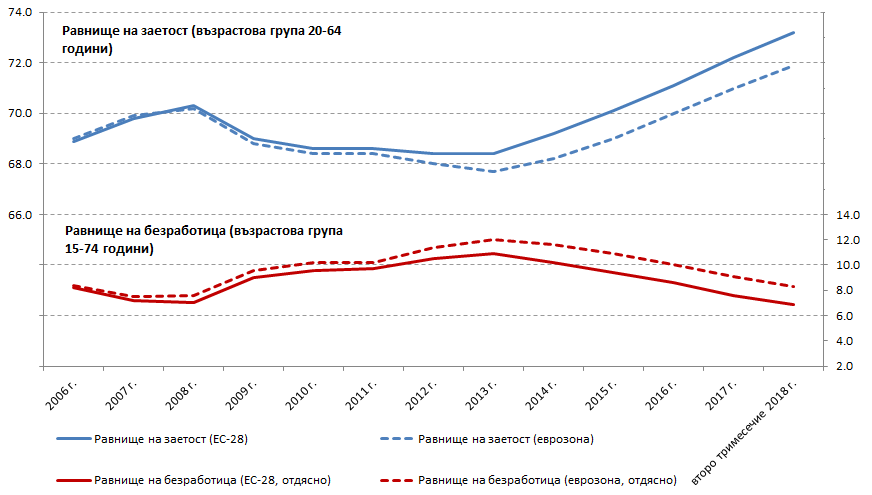 74.0
72.0
70.0
68.0
66.0
Равнище на заетост (възрастова група 20-64
години)
Равнище на безработица (възрастова група
15-74 години)
14.0
12.0
10.0
8.0
6.0
4.0
2.0
2006 г.
2007 г.
2008 г.
2009 г.
2010 г.
2011 г.
2012 г.
2013 г.
2014 г.
2015 г.
2016 г.
2017 г.
второ тримесечие 2018 г.
Равнище на заетост (ЕС-28)
Равнище на заетост (еврозона)
Равнище на безработица (ЕС-28, отдясно)
Равнище на безработица (еврозона, отдясно)